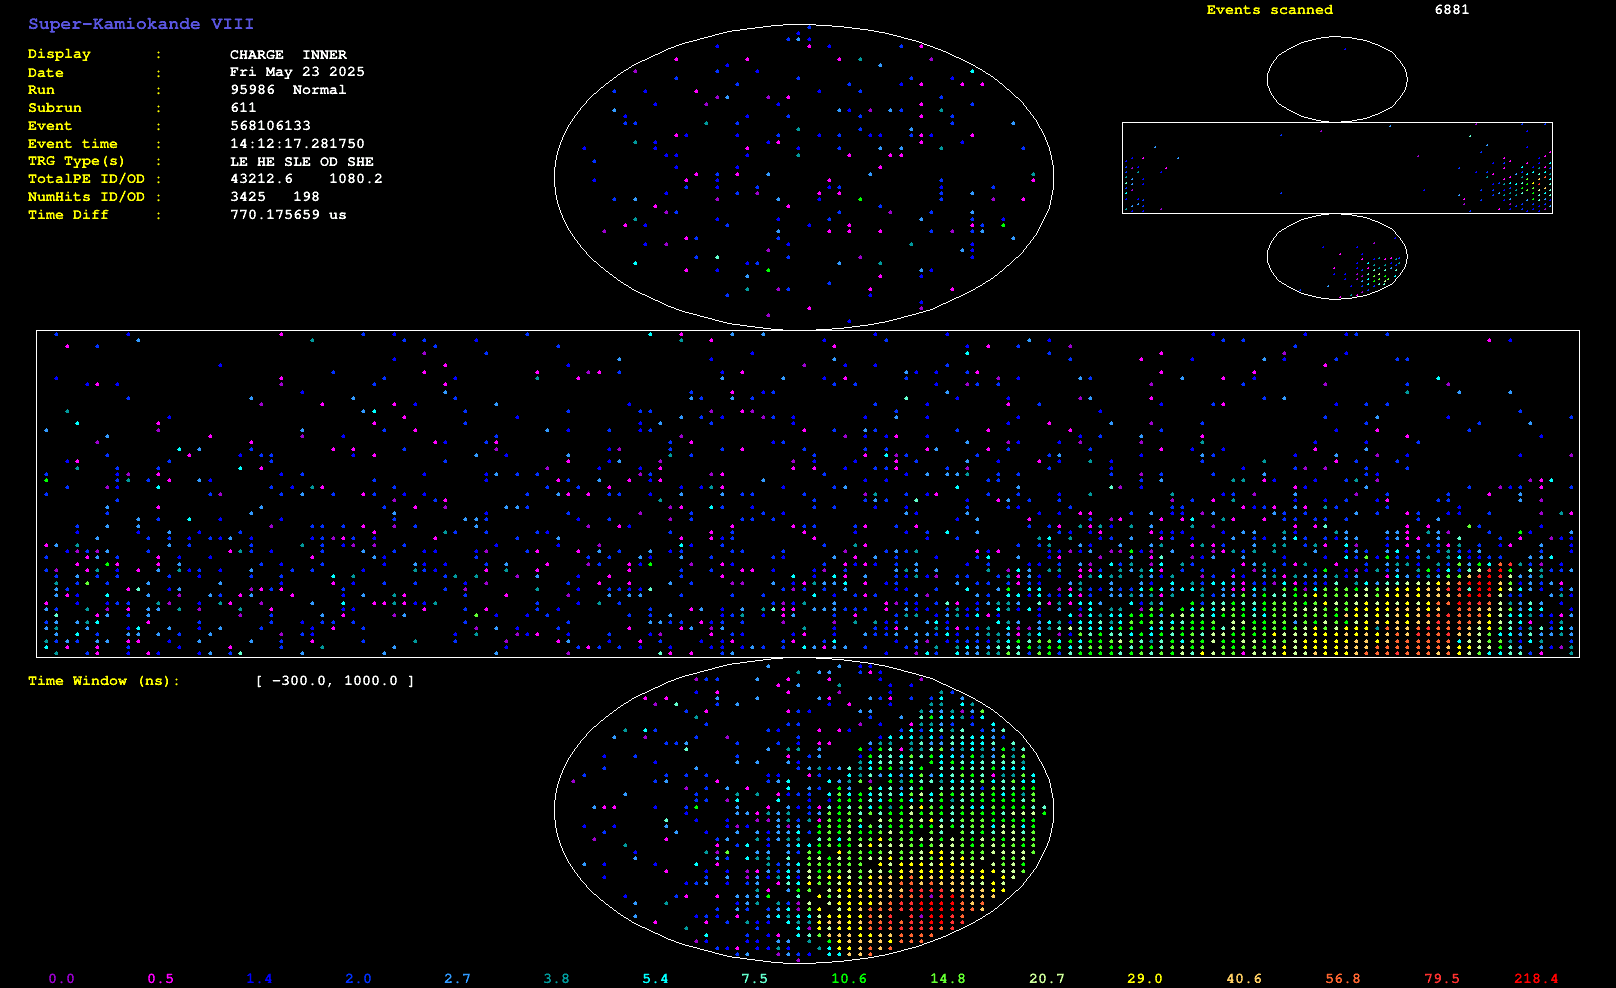 Super-Kamiokande VIII
Events scanned 6881
Display : CHARGE INNER
Date : Fri May 23 2025
Run : 95986 Normal
Subrun : 611
Event : 568106133
Event time : 14:12:17.281750
TRG Type(s) : LE HE SLE OD SHE
TotalPE ID/OD : 43212.6 1080.2
NumHits ID/OD : 3425 198
Time Diff : 770.175659 us
Time Window (ns): [ -300.0, 1000.0 ]
0.0 0.5 1.4 2.0 2.7 3.8 5.4 7.5 10.6 14.8 20.7 29.0 40.6 56.8 79.5 218.4